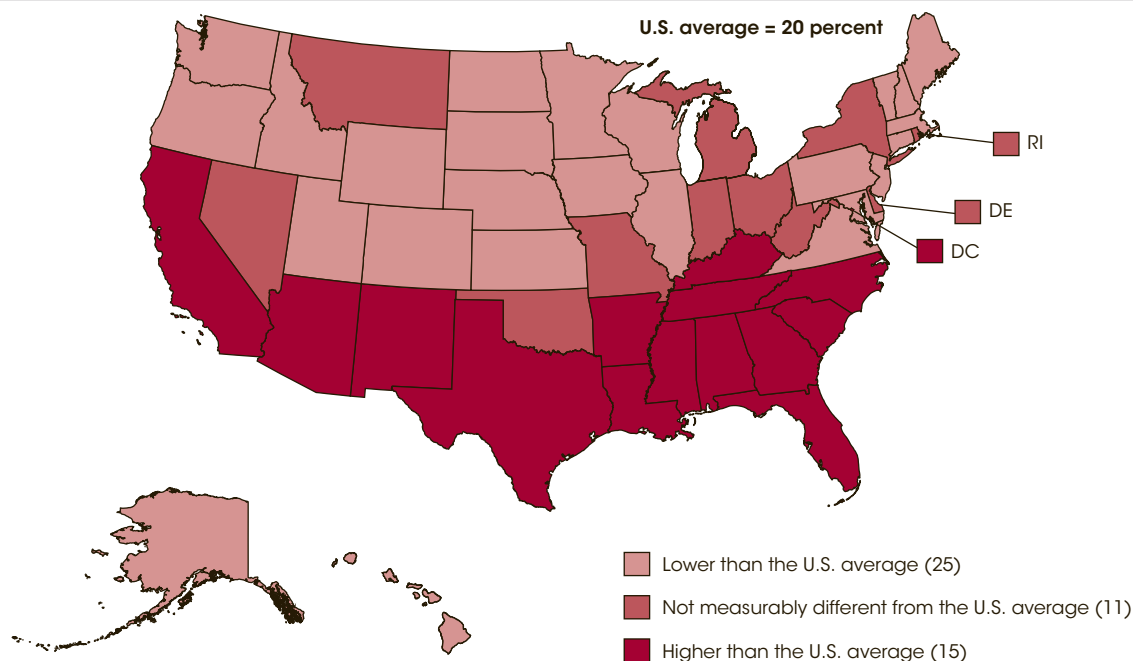 U.S. average = 20 percent
RI
DE
DC
Lower than the U.S. average (25)
Not measurably different from the U.S. average (11)
Higher than the U.S. average (15)